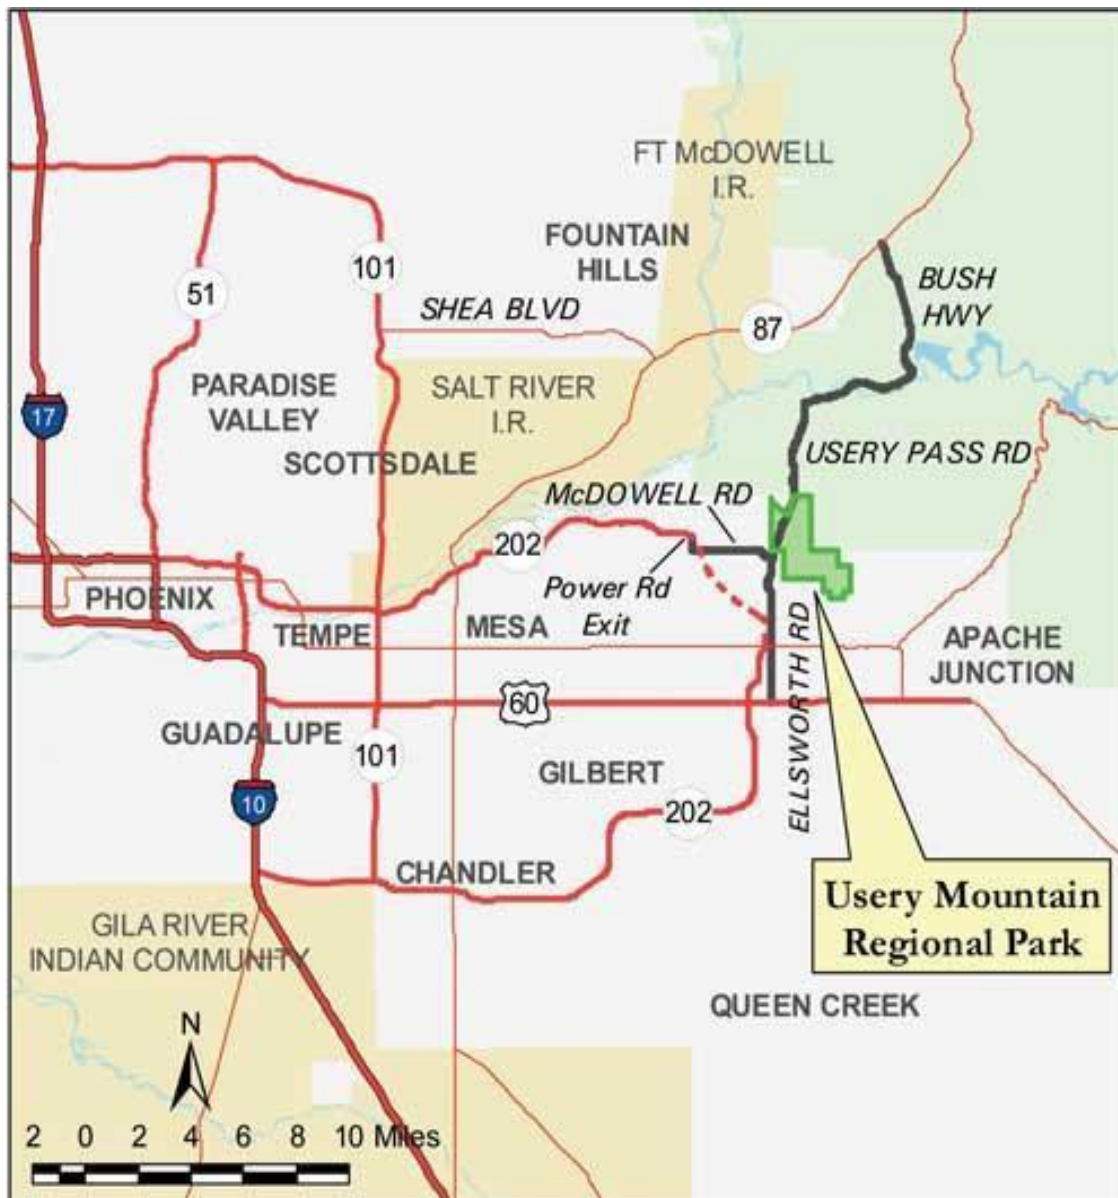 FT McDOWELL
I.R.
FOUNTAIN
HILLS
101
51
BUSH
HWY
SHEA BLVD
87
PARADISE
VALLEY
SALT RIVER
I.R.
17
SCOTTSDALE
USERY PASS RD
McDOWELL RD
202
PHOENIX
Power Rd
Exit
TEMPE
MESA
ELLSWORTH RD
APACHE
JUNCTION
60
GUADALUPE
101
GILBERT
10
202
CHANDLER
Usery Mountain
Regional Park
GILA RIVER
INDIAN COMMUNITY
QUEEN CREEK
N
2 0 2 4 6 8 10 Miles